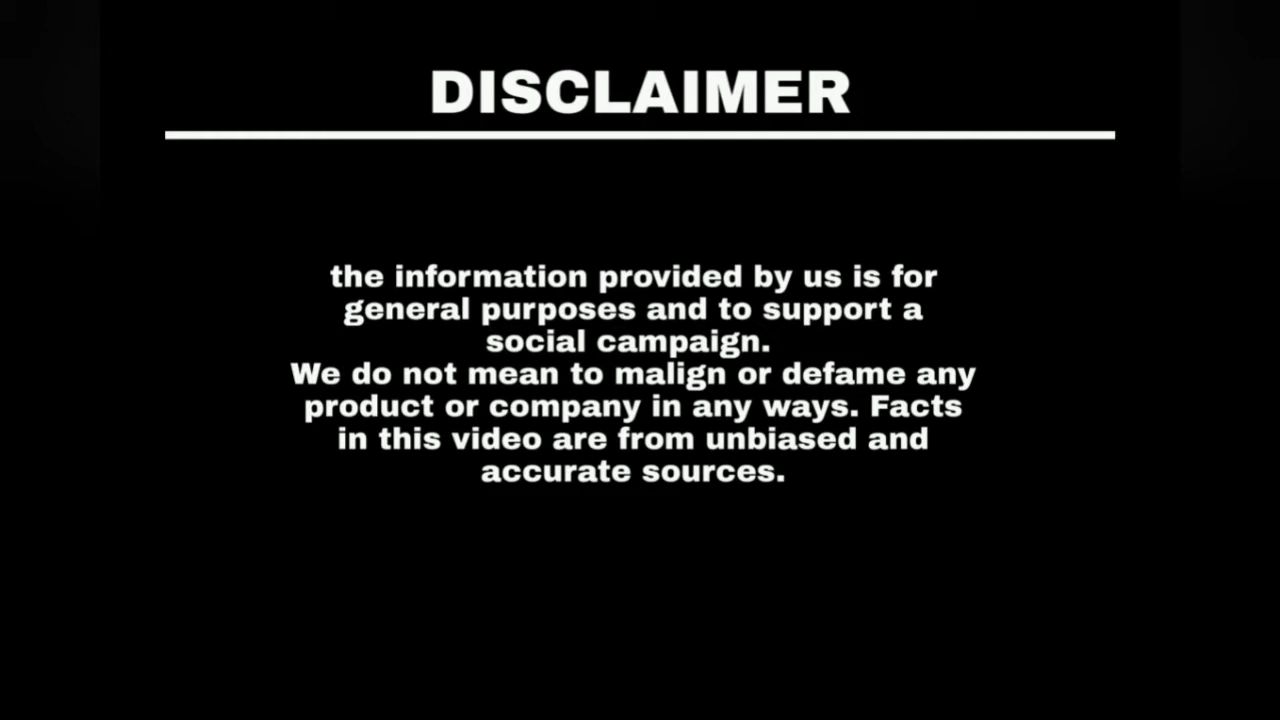 DISCLAIMER
the information provided by us is for
general purposes and to support a
social campaign.
We do not mean to malign or defame any
product or company in any ways. Facts
in this video are from unbiased and
accurate sources.